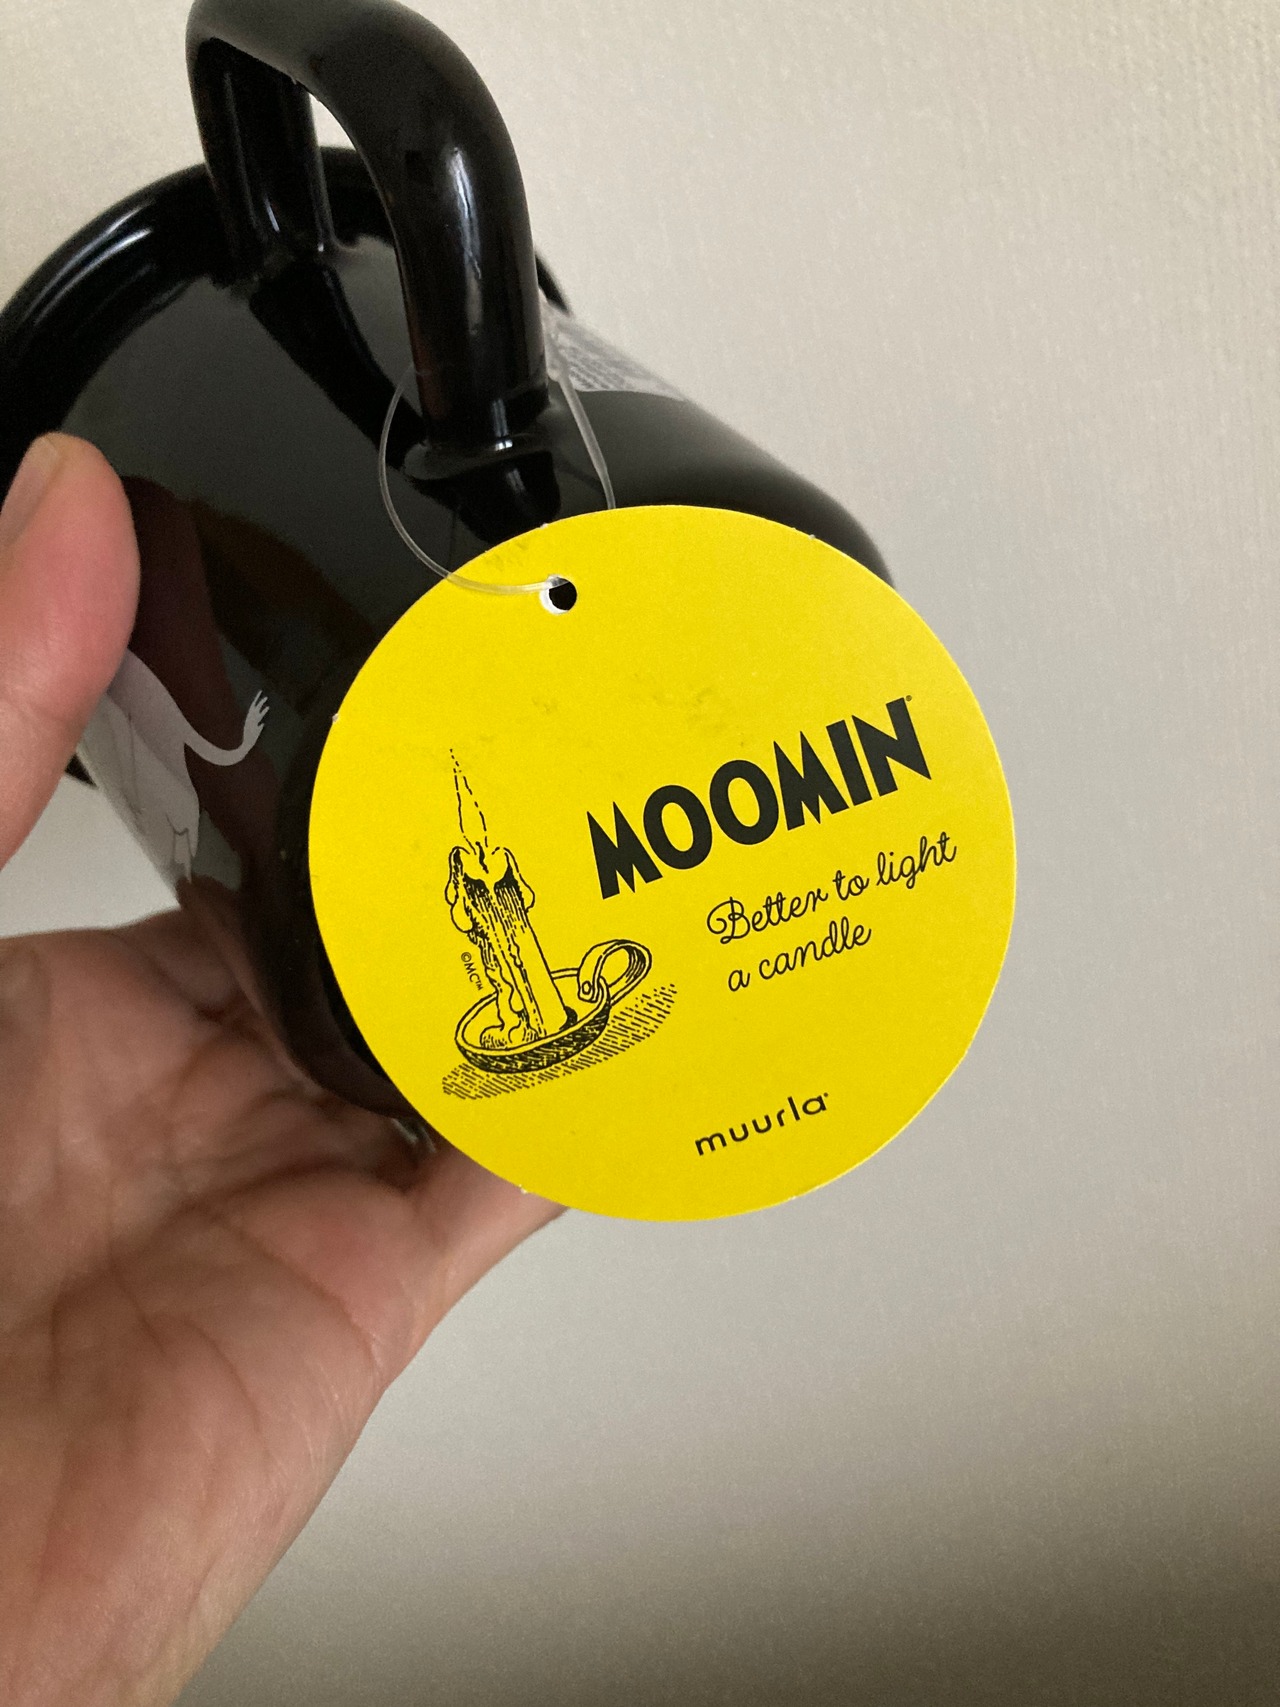 MOOMIN®
Better to light
a candle
©MC™
muurla®